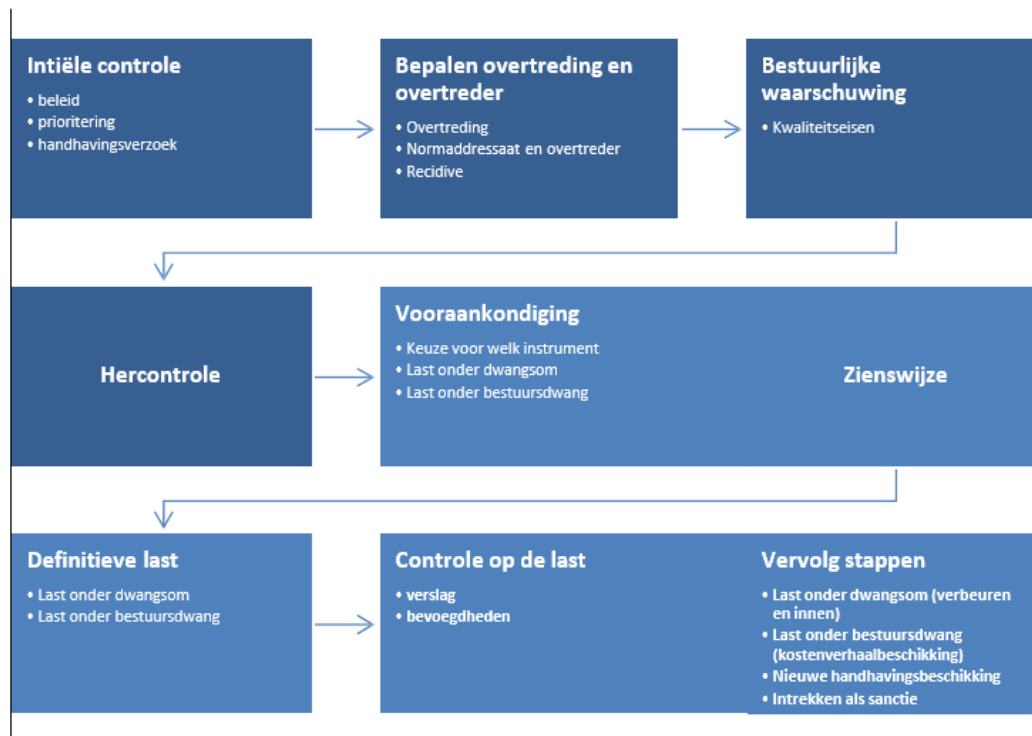 Intiële controle
• beleid
• prioritering
• handhavingsverzoek
Bepalen overtreding en
overtreder
• Overtreding
• Normaddressaat en overtreder
• Recidive
Bestuurlijke
waarschuwing
• Kwaliteitseisen
Hercontrole
Vooraankondiging
• Keuze voor welk instrument
• Last onder dwangsom
• Last onder bestuursdwang
Zienswijze
Definitieve last
• Last onder dwangsom
• Last onder bestuursdwang
Controle op de last
• verslag
• bevoegdheden
Vervolg stappen
• Last onder dwangsom (verbeuren
en innen)
• Last onder bestuursdwang
(kostenverhaalbeschikking)
• Nieuwe handhavingsbeschikking
• Intrekken als sanctie